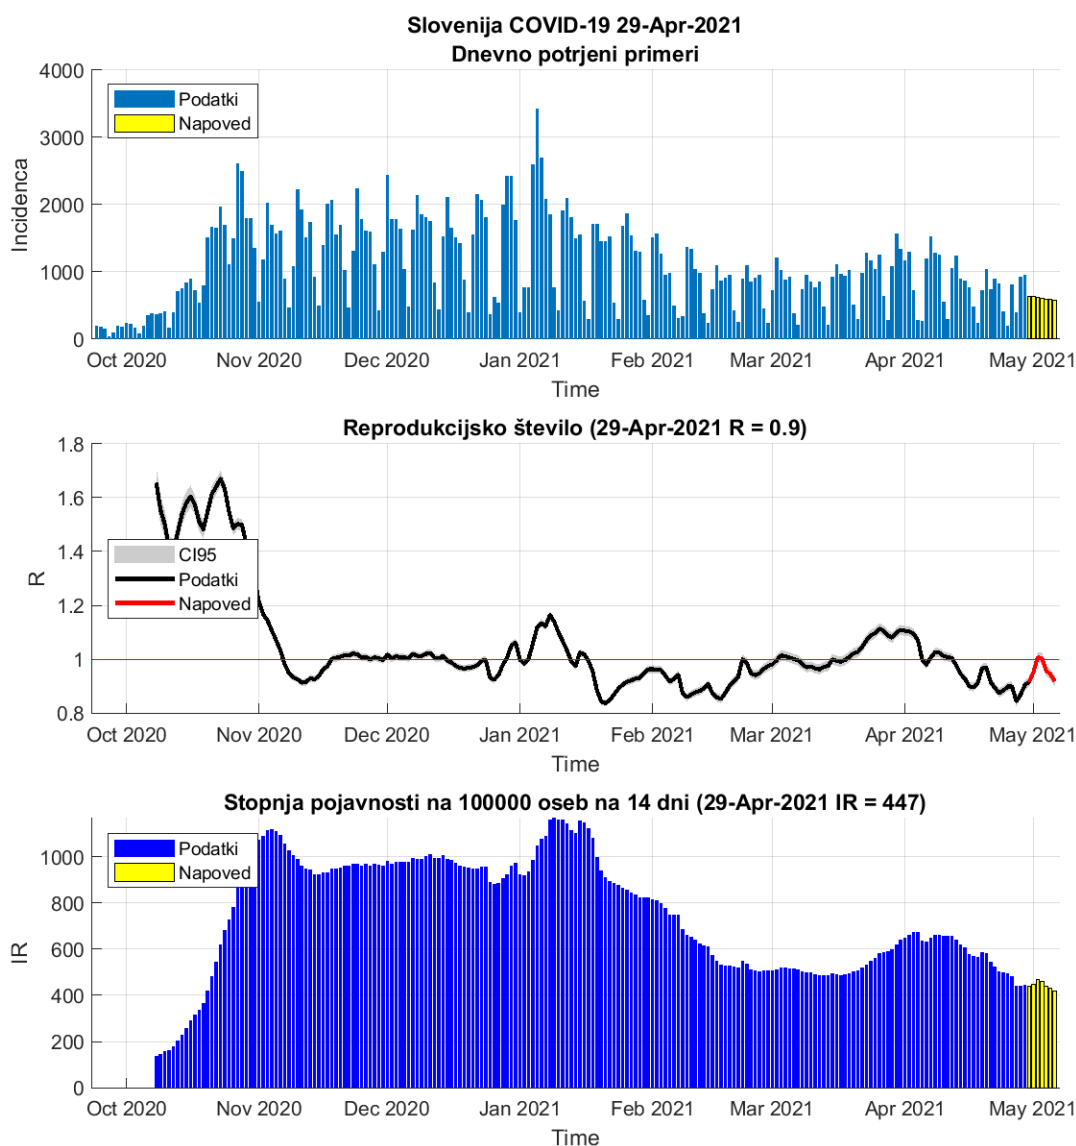 Slovenija COVID-19 29-Apr-2021
Dnevno potrjeni primeri
4000
3000
2000
1000
0
Incidenca
Podatki
Napoved
Oct 2020 Nov 2020 Dec 2020 Jan 2021 Feb 2021 Mar 2021 Apr 2021 May 2021
Time
Reprodukcijsko število (29-Apr-2021 R = 0.9)
1.8
1.6
1.4
1.2
1
0.8
R
CI95
Podatki
Napoved
Oct 2020 Nov 2020 Dec 2020 Jan 2021 Feb 2021 Mar 2021 Apr 2021 May 2021
Time
Stopnja pojavnosti na 100000 oseb na 14 dni (29-Apr-2021 IR = 447)
1000
800
600
400
200
0
IR
Podatki
Napoved
Oct 2020 Nov 2020 Dec 2020 Jan 2021 Feb 2021 Mar 2021 Apr 2021 May 2021
Time